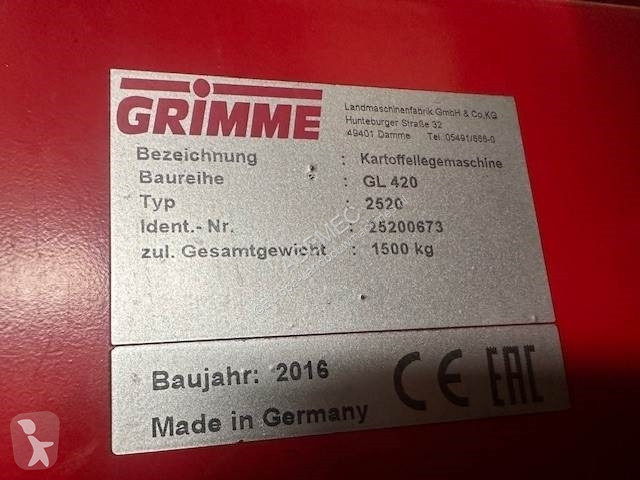 GRIMME
Landmaschinenfabrik GmbH & Co.KG
Hunteburger Straße 32
49401 Damme Tel. 05491/666-0
Bezeichnung : Kartoffellegemaschine
Baureihe : GL 420
Typ : 2520
Ident.- Nr. : 25200673
zul. Gesamtgewicht : 1500 kg
Baujahr: 2016
Made in Germany
CE EAC